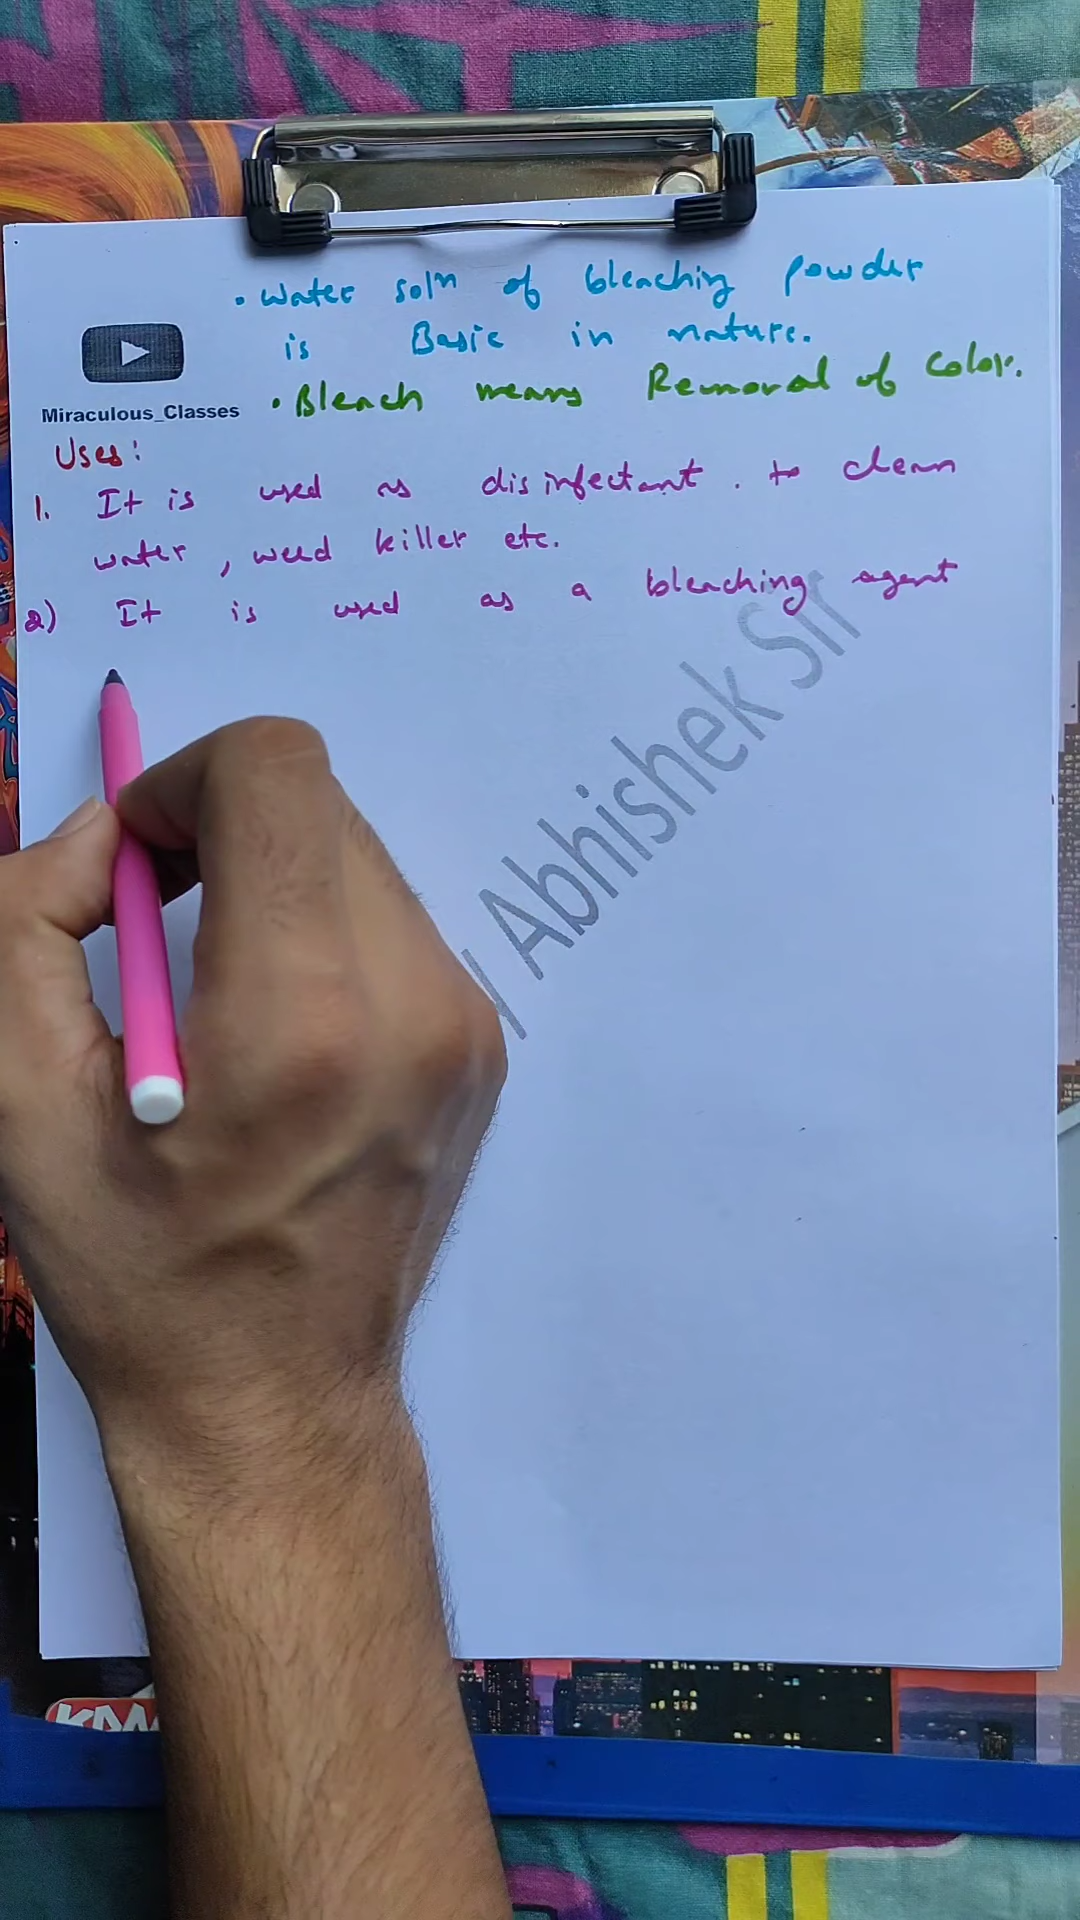 • Water solⁿ of bleaching powder
is Basic in nature.
• Bleach means Removal of Color.
Miraculous_Classes
Uses:
1. It is used as disinfectant. to clean
water, weed killer etc.
2) It is used as a bleaching agent
Abhishek Sir